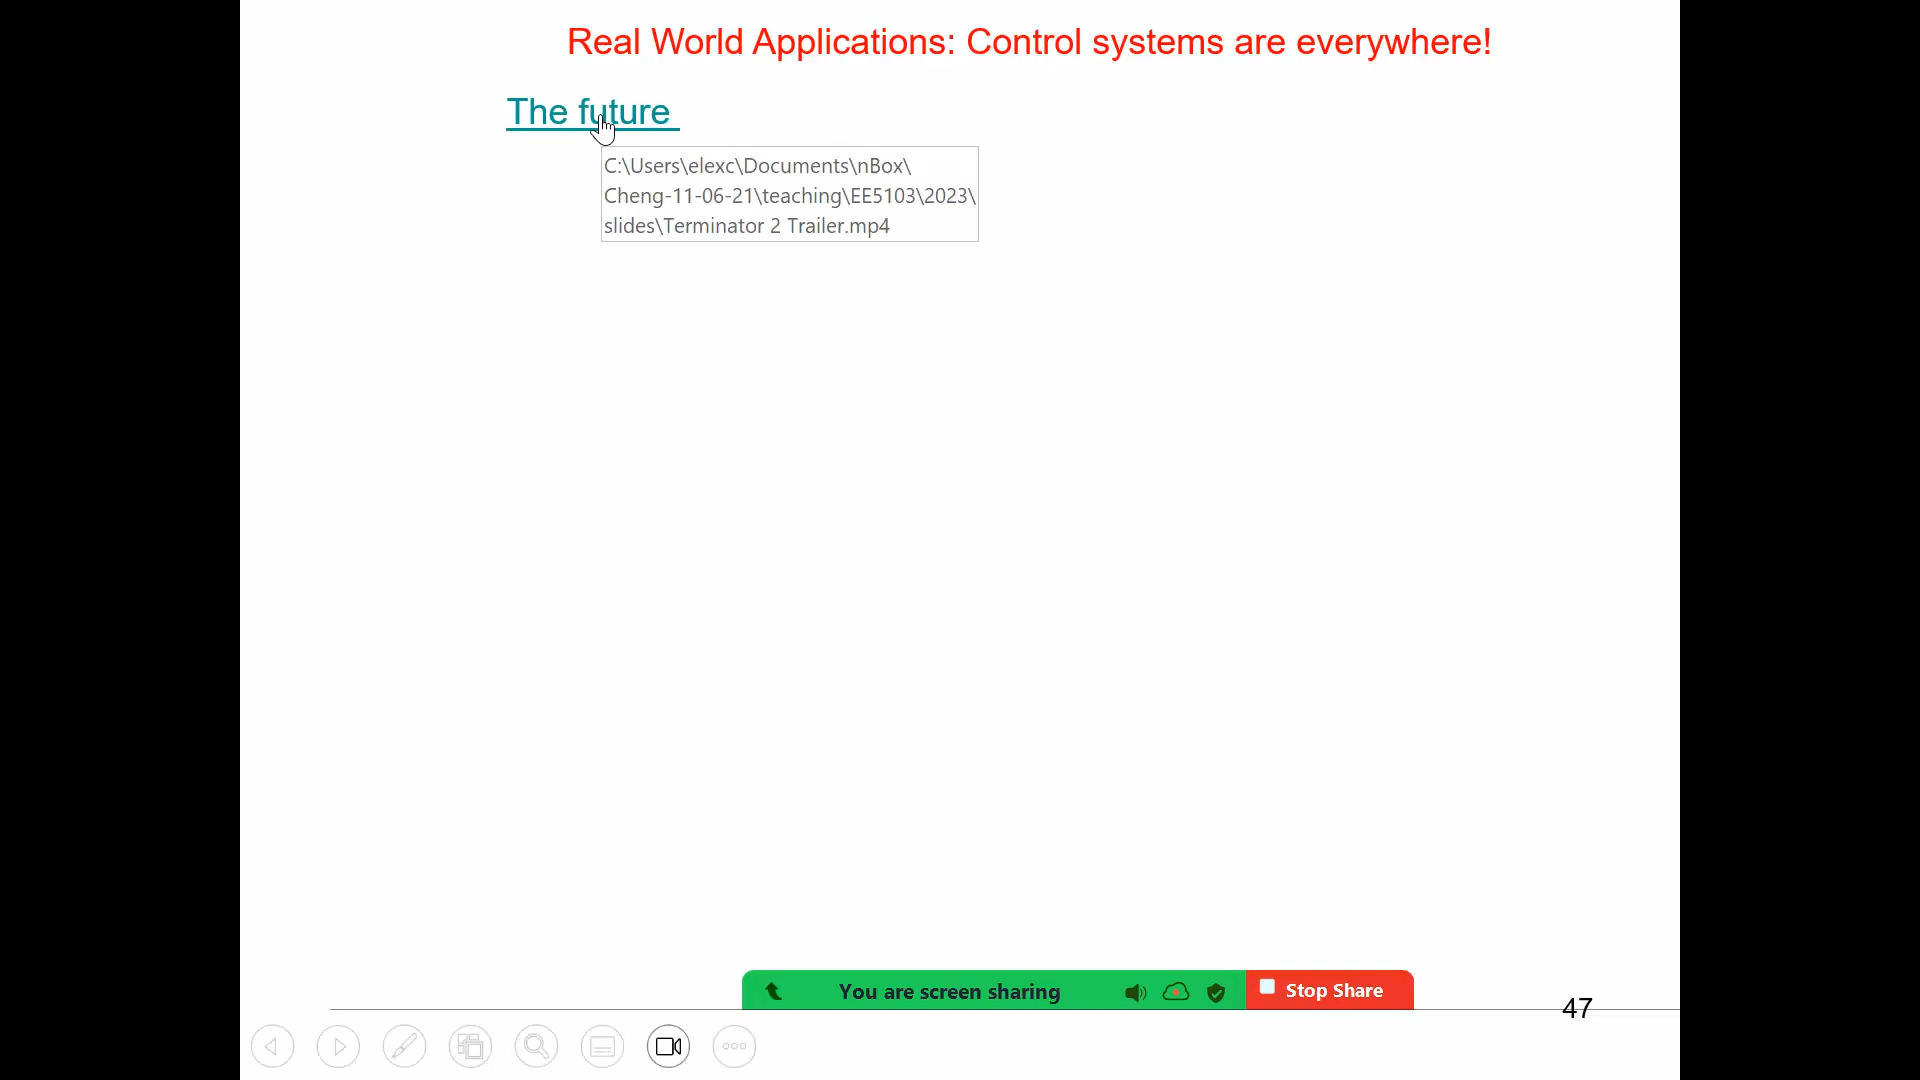 Real World Applications: Control systems are everywhere!
The future
C:\Users\elexc\Documents\nBox\
Cheng-11-06-21\teaching\EE5103\2023\
slides\Terminator 2 Trailer.mp4
You are screen sharing
Stop Share
47